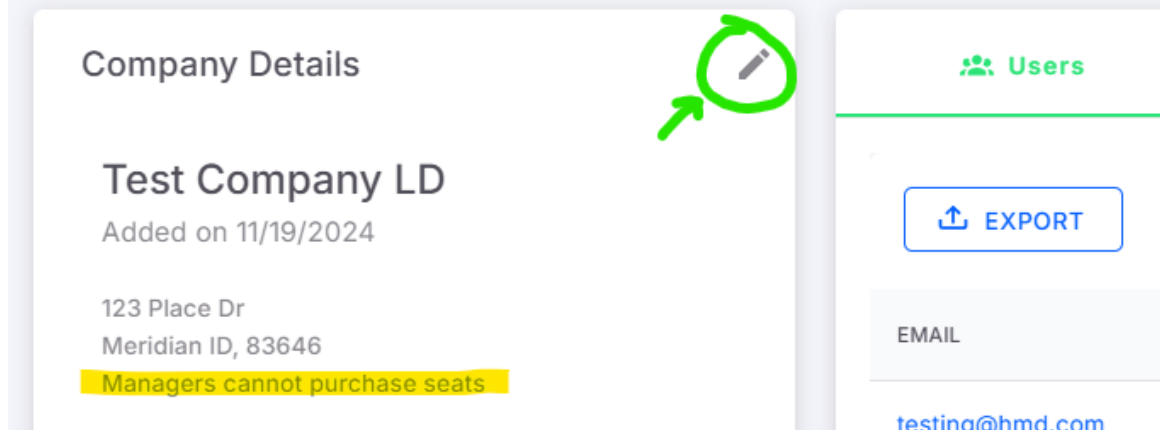 Company Details
Test Company LD
Added on 11/19/2024
123 Place Dr
Meridian ID, 83646
Managers cannot purchase seats
Users
EXPORT
EMAIL
testing@hmd.com